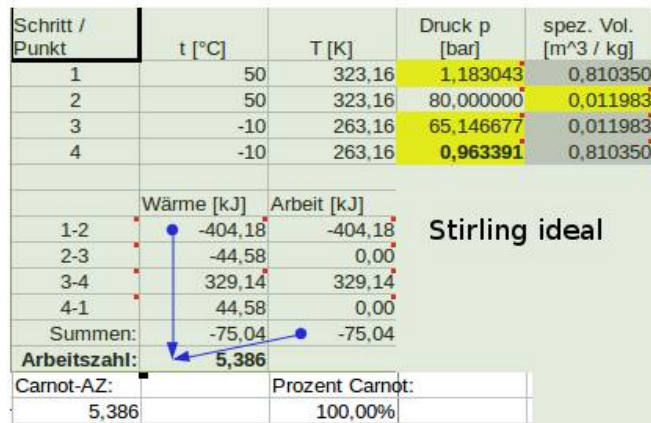 Schritt / Punkt t [°C] T [K] Druck p [bar] spez. Vol. [m^3 / kg]
1 50 323,16 1,183043 0,810350
2 50 323,16 80,000000 0,011983
3 -10 263,16 65,146677 0,011983
4 -10 263,16 0,963391 0,810350
Wärme [kJ] Arbeit [kJ]
1-2 -404,18 -404,18
Stirling ideal
2-3 -44,58 0,00
3-4 329,14 329,14
4-1 44,58 0,00
Summen: -75,04 -75,04
Arbeitszahl: 5,386
Carnot-AZ: Prozent Carnot:
5,386 100,00%